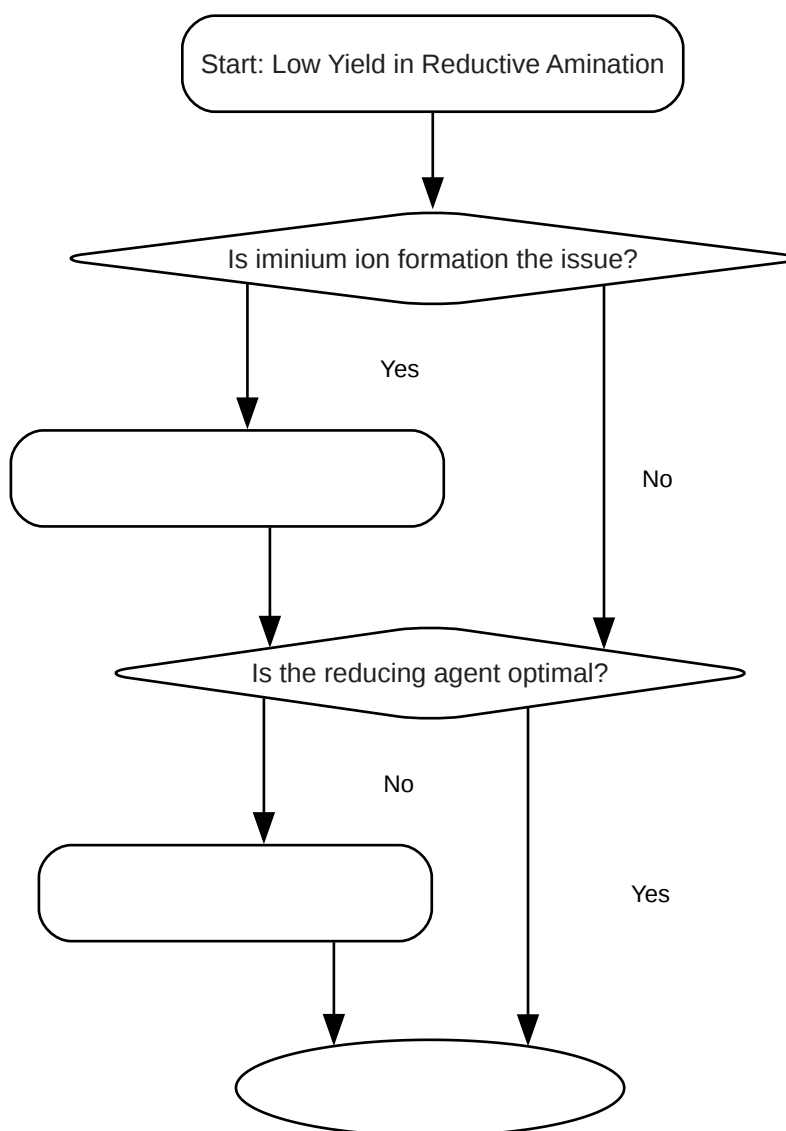 Start: Low Yield in Reductive Amination
Is iminium ion formation the issue?
Yes
No
Is the reducing agent optimal?
No
Yes